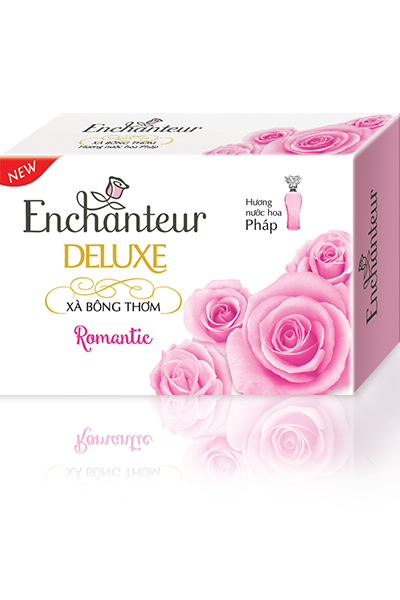 Enchanteur
XÀ BÔNG THƠM
Hương nước hoa Pháp
NEW
Enchanteur
DELUXE
XÀ BÔNG THƠM
Romantic
Hương
nước hoa
Pháp
Enchanteur